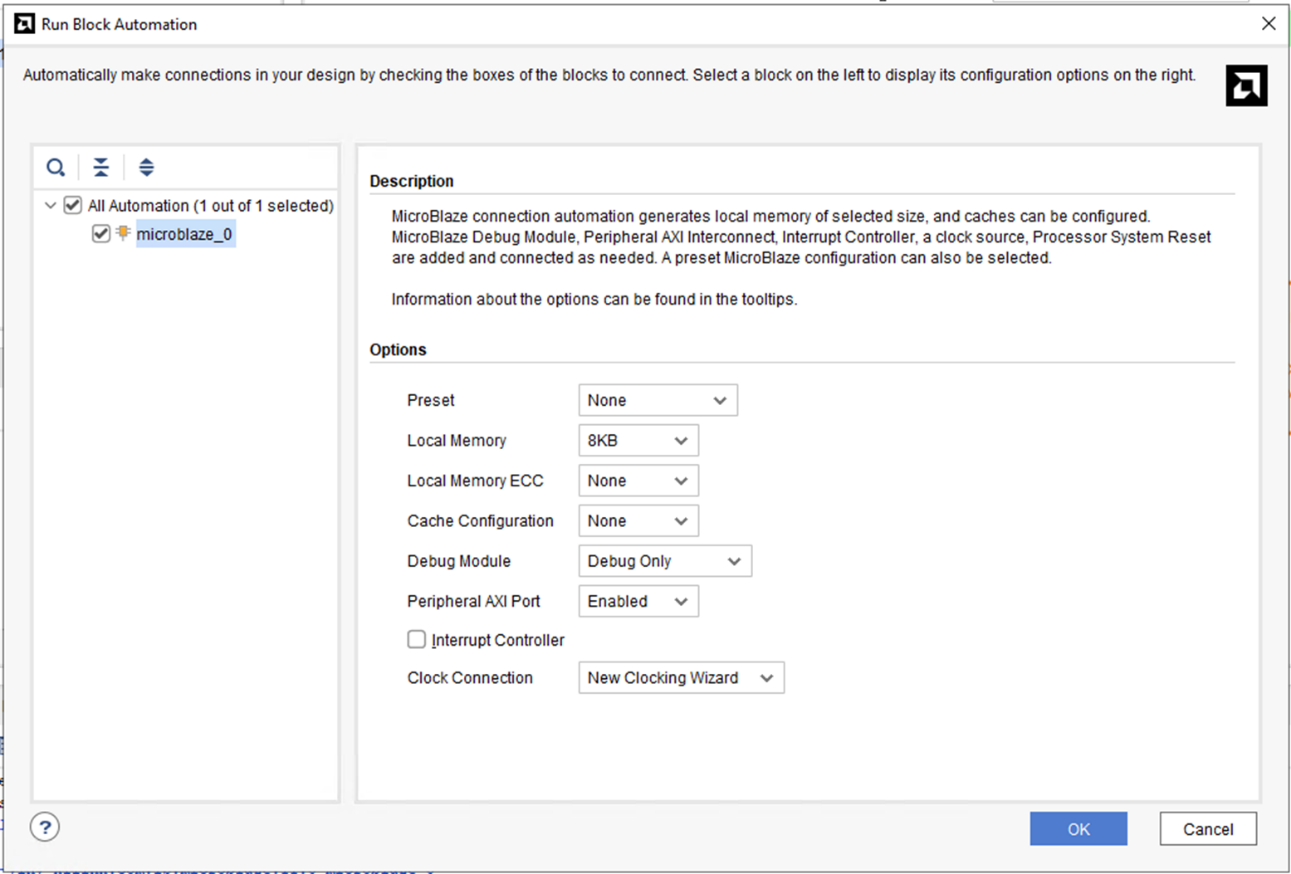 Run Block Automation
Automatically make connections in your design by checking the boxes of the blocks to connect. Select a block on the left to display its configuration options on the right.
All Automation (1 out of 1 selected)
microblaze_0
Description
MicroBlaze connection automation generates local memory of selected size, and caches can be configured.
MicroBlaze Debug Module, Peripheral AXI Interconnect, Interrupt Controller, a clock source, Processor System Reset
are added and connected as needed. A preset MicroBlaze configuration can also be selected.
Information about the options can be found in the tooltips.
Options
Preset None
Local Memory 8KB
Local Memory ECC None
Cache Configuration None
Debug Module Debug Only
Peripheral AXI Port Enabled
Interrupt Controller
Clock Connection New Clocking Wizard
? OK Cancel